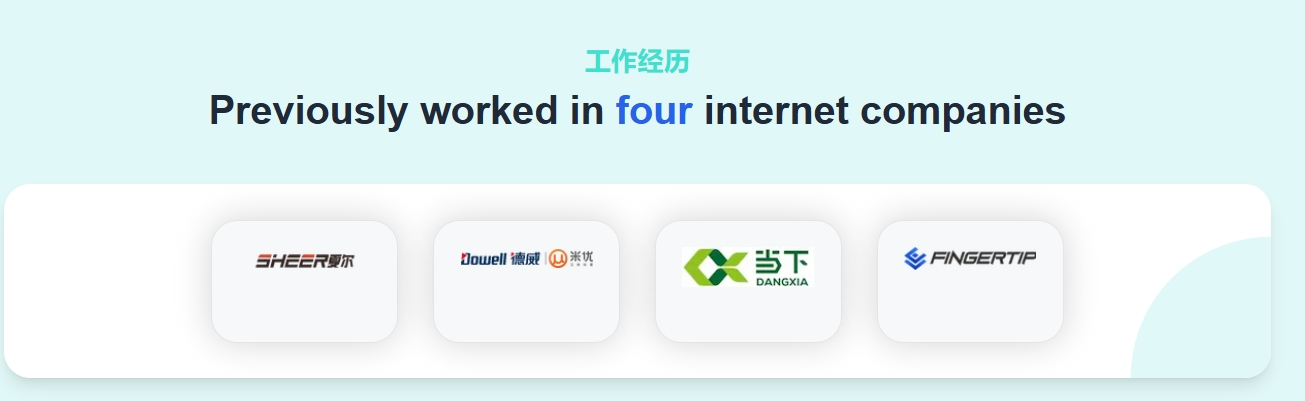 工作经历
Previously worked in four internet companies
SHEER夏尔
Dowell 德威 米优
当下
DANGXIA
FINGERTIP